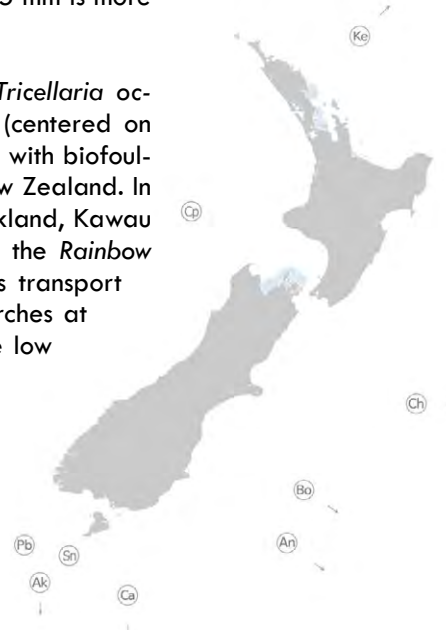 mm is more
Tricellaria oc-
(centered on
with biofoul-
w Zealand. In
kland, Kawau
the Rainbow
s transport
rches at
low
Ke
Cp
Ch
Bo
An
Pb
Sn
Ak
Ca